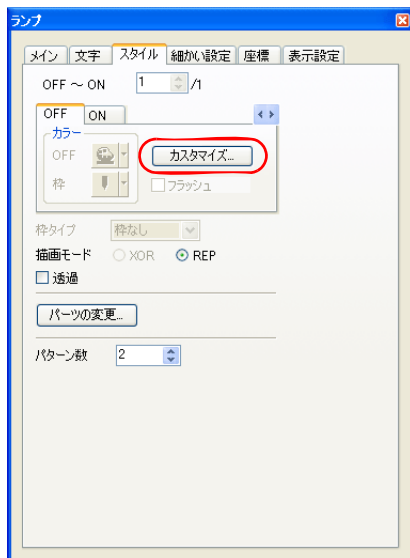 ランプ
メイン 文字 スタイル 細かい設定 座標 表示設定
OFF ～ ON 1 /1
OFF ON
カラー
OFF カスタマイズ...
枠 フラッシュ
枠タイプ 枠なし
描画モード XOR REP
透過
パーツの変更...
パターン数 2